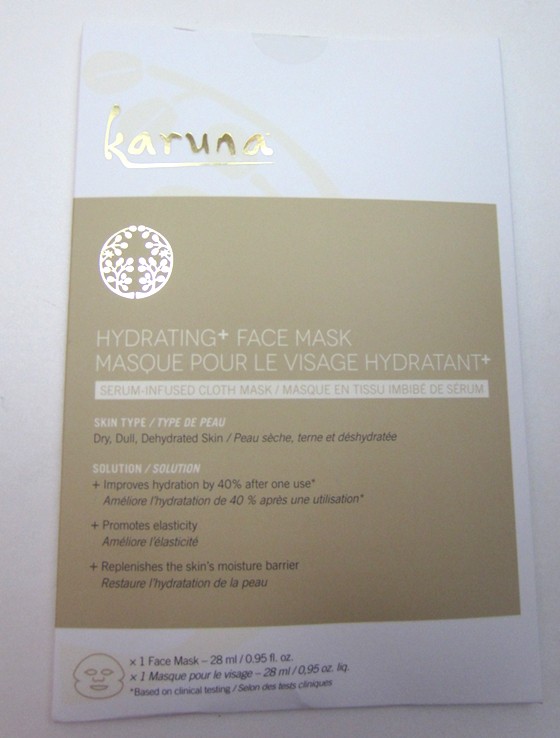 karuna
HYDRATING+ FACE MASK
MASQUE POUR LE VISAGE HYDRATANT+
SERUM-INFUSED CLOTH MASK / MASQUE EN TISSU IMBIBÉ DE SÉRUM
SKIN TYPE / TYPE DE PEAU
Dry, Dull, Dehydrated Skin / Peau sèche, terne et déshydratée
SOLUTION / SOLUTION
+ Improves hydration by 40% after one use*
Améliore l'hydratation de 40 % après une utilisation*
+ Promotes elasticity
Améliore l'élasticité
+ Replenishes the skin's moisture barrier
Restaure l'hydratation de la peau
x 1 Face Mask – 28 ml / 0.95 fl. oz.
x 1 Masque pour le visage – 28 ml / 0,95 oz. liq.
*Based on clinical testing / Selon des tests cliniques